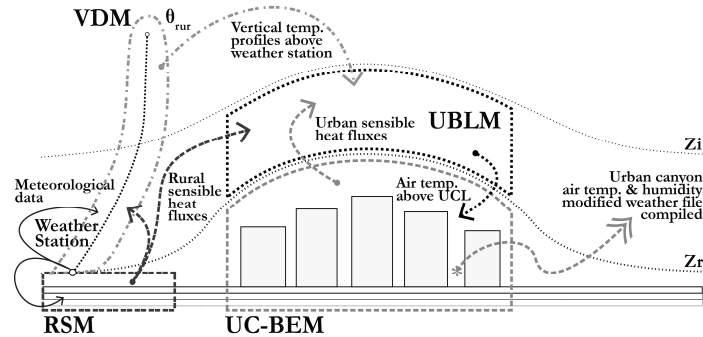 VDM
θrur
Vertical temp.
profiles above
weather station
Urban sensible
heat fluxes
UBLM
Zi
Meteorological
data
Rural
sensible
heat
fluxes
Air temp.
above UCL
Urban canyon
air temp. & humidity
modified weather file
compiled
Weather
Station
Zr
*
RSM
UC-BEM